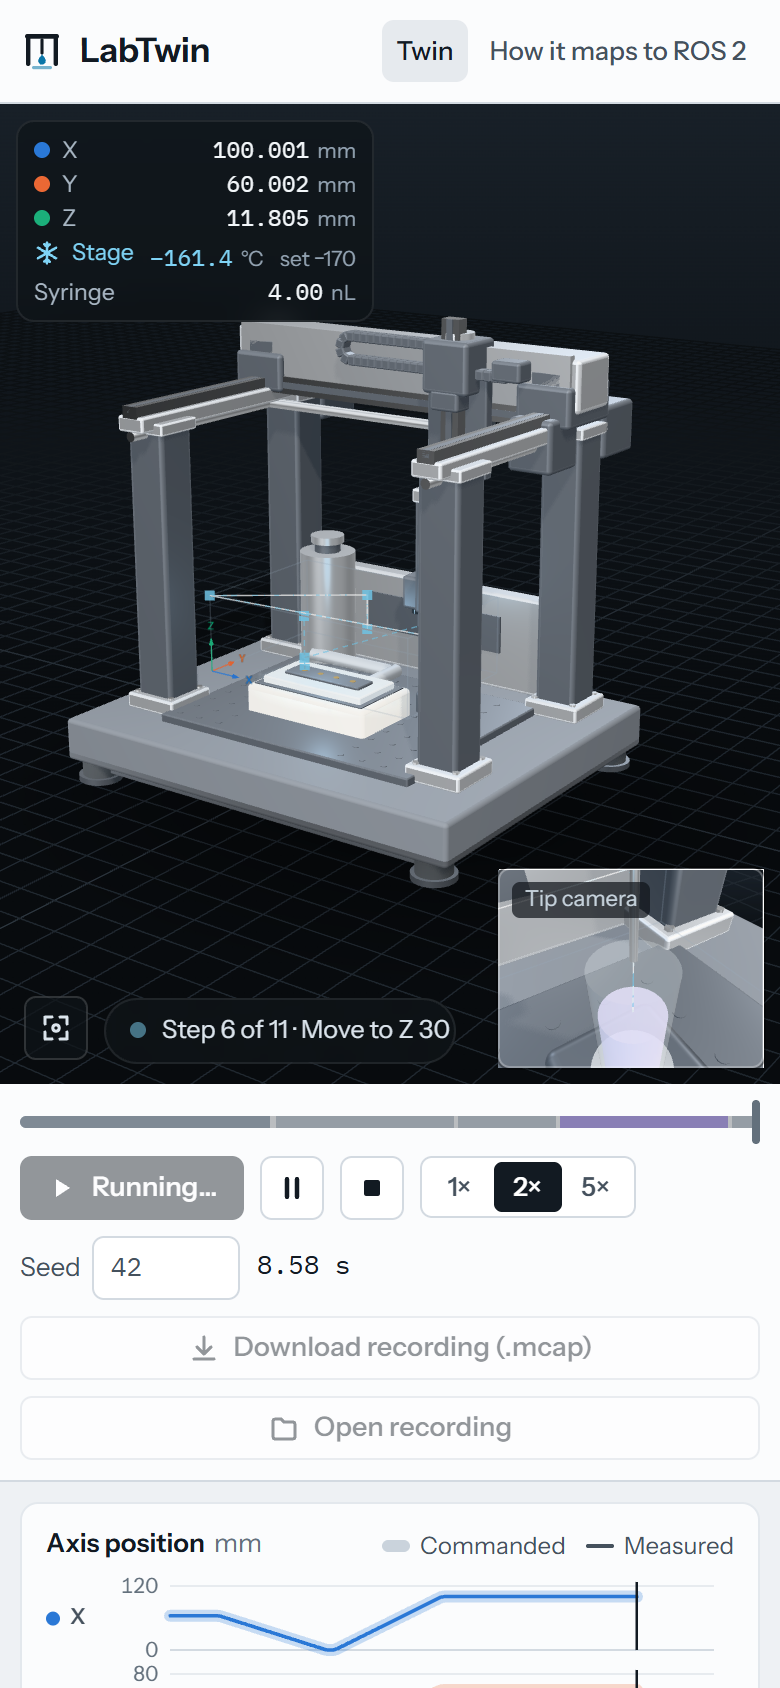 LabTwin
Twin
How it maps to ROS 2
X 100.001 mm
Y 60.002 mm
Z 11.805 mm
Stage −161.4 °C set −170
Syringe 4.00 nL
Z
Y
X
Tip camera
Step 6 of 11 · Move to Z 30
Running…
1×
2×
5×
Seed 42 8.58 s
Download recording (.mcap)
Open recording
Axis position mm
Commanded
Measured
120
X
0
80